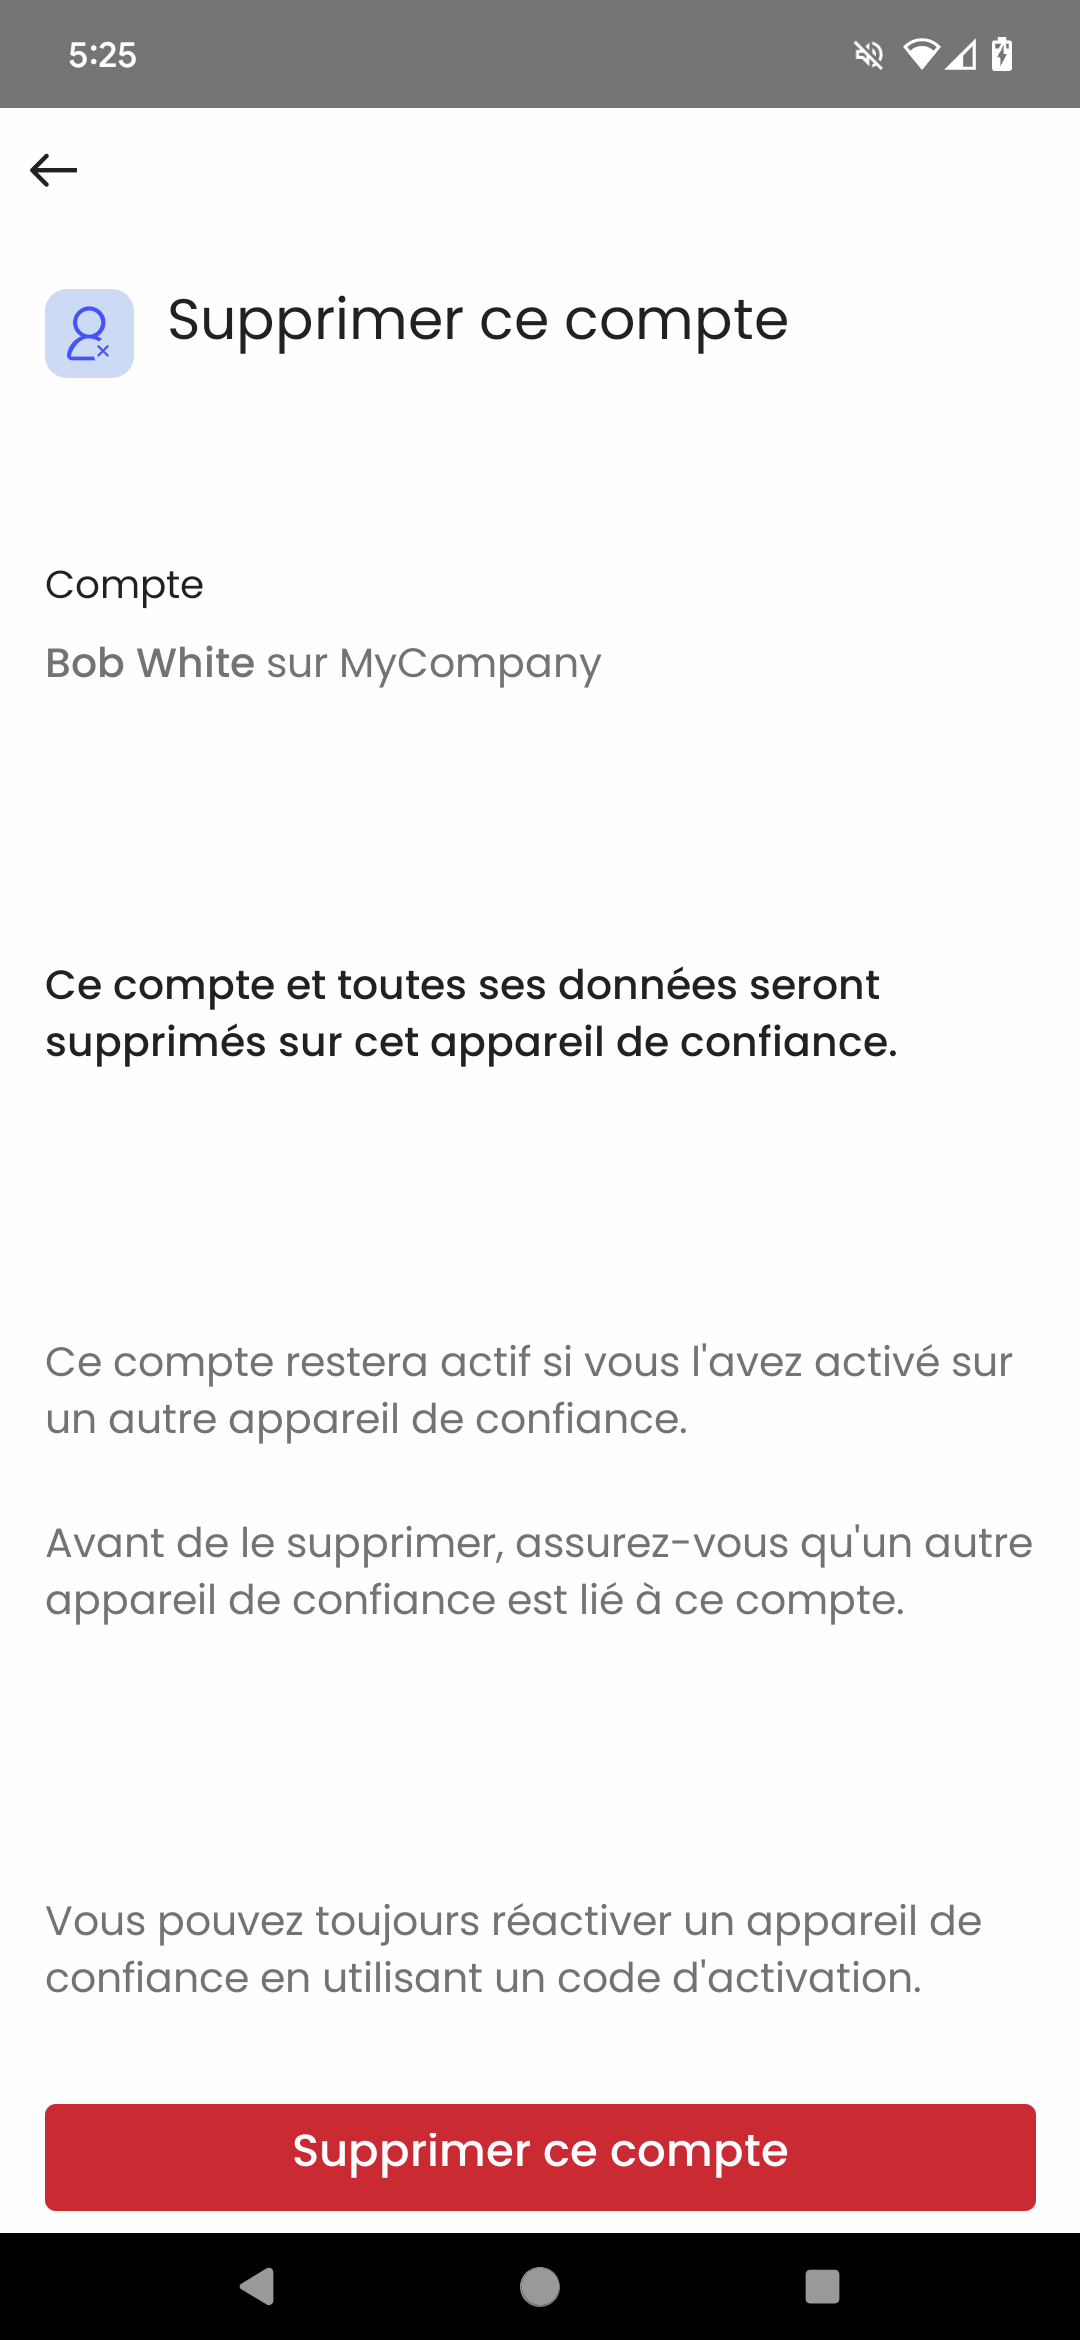 5:25
Supprimer ce compte
Compte
Bob White sur MyCompany
Ce compte et toutes ses données seront
supprimés sur cet appareil de confiance.
Ce compte restera actif si vous l'avez activé sur
un autre appareil de confiance.
Avant de le supprimer, assurez-vous qu'un autre
appareil de confiance est lié à ce compte.
Vous pouvez toujours réactiver un appareil de
confiance en utilisant un code d'activation.
Supprimer ce compte